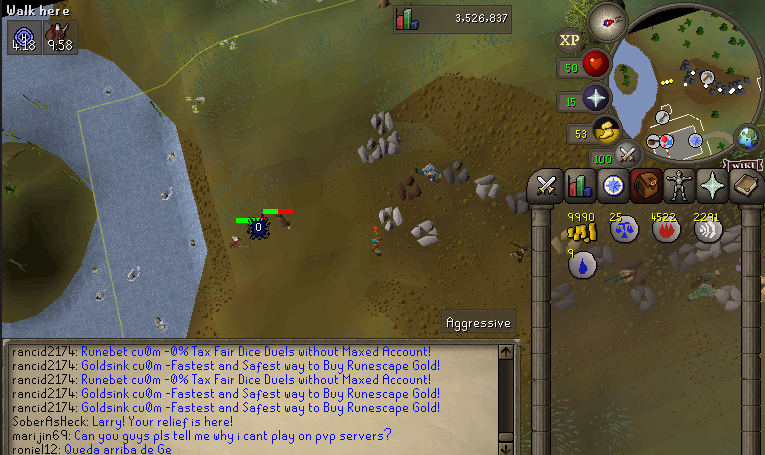 Walk here
4:18 9:58
3,526,837
XP
50
15
53
100
WIKI
9990 25 4522 2291
9
0
Aggressive
rancid2174: Runebet cu0m -0% Tax Fair Dice Duels without Maxed Account!
rancid2174: Goldsink cu0m -Fastest and Safest way to Buy Runescape Gold!
rancid2174: Runebet cu0m -0% Tax Fair Dice Duels without Maxed Account!
rancid2174: Goldsink cu0m -Fastest and Safest way to Buy Runescape Gold!
rancid2174: Goldsink cu0m -Fastest and Safest way to Buy Runescape Gold!
SoberAsHeck: Larry! Your relief is here!
marijin69: Can you guys pls tell me why i cant play on pvp servers?
roniel12: Queda arriba de Ge